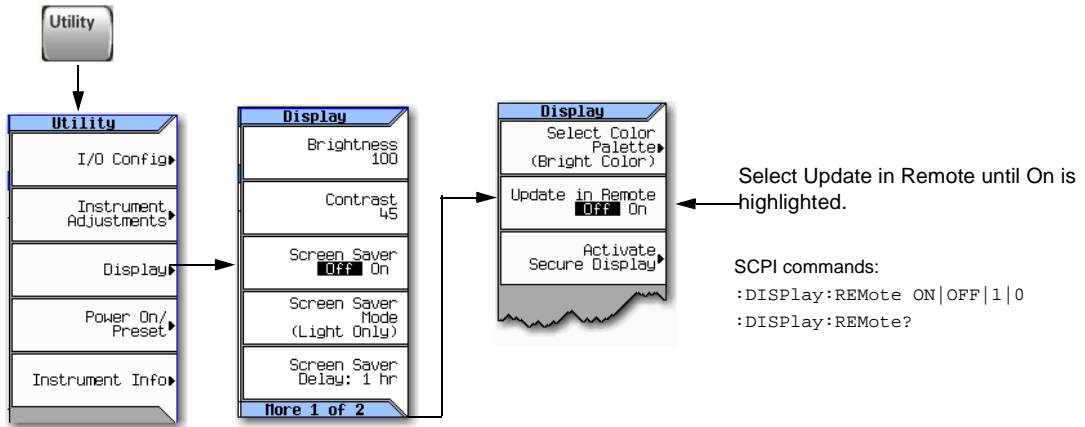 Utility
Utility
I/O Config
Instrument
Adjustments
Display
Power On/
Preset
Instrument Info
Display
Brightness
100
Contrast
45
Screen Saver
Off On
Screen Saver
Mode
(Light Only)
Screen Saver
Delay: 1 hr
More 1 of 2
Display
Select Color
Palette
(Bright Color)
Update in Remote
Off On
Activate
Secure Display
Select Update in Remote until On is
highlighted.
SCPI commands:
:DISPlay:REMote ON|OFF|1|0
:DISPlay:REMote?